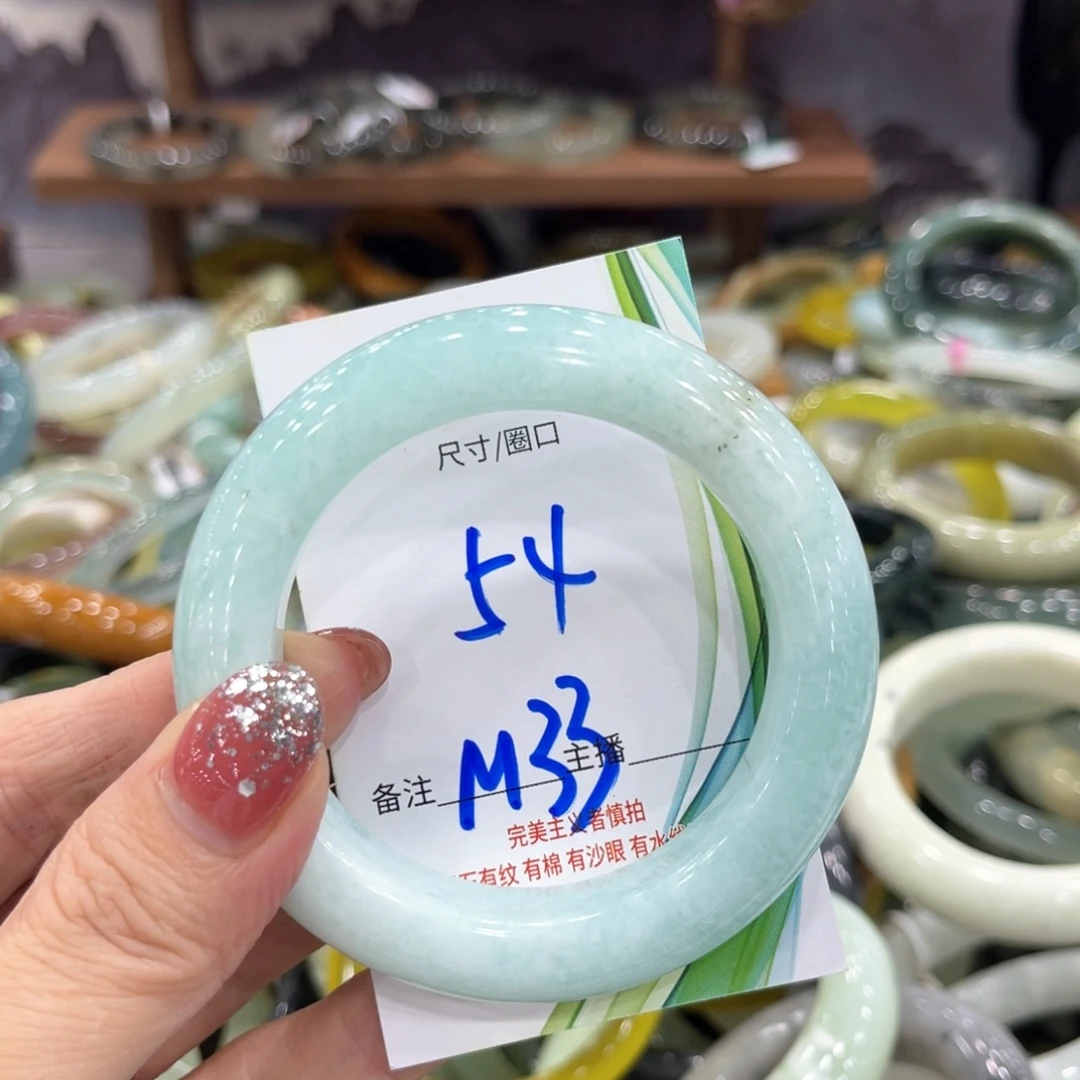 尺寸/圈口
54
M33
备注 主播
完美主义者慎拍
有纹 有棉 有沙眼 有水